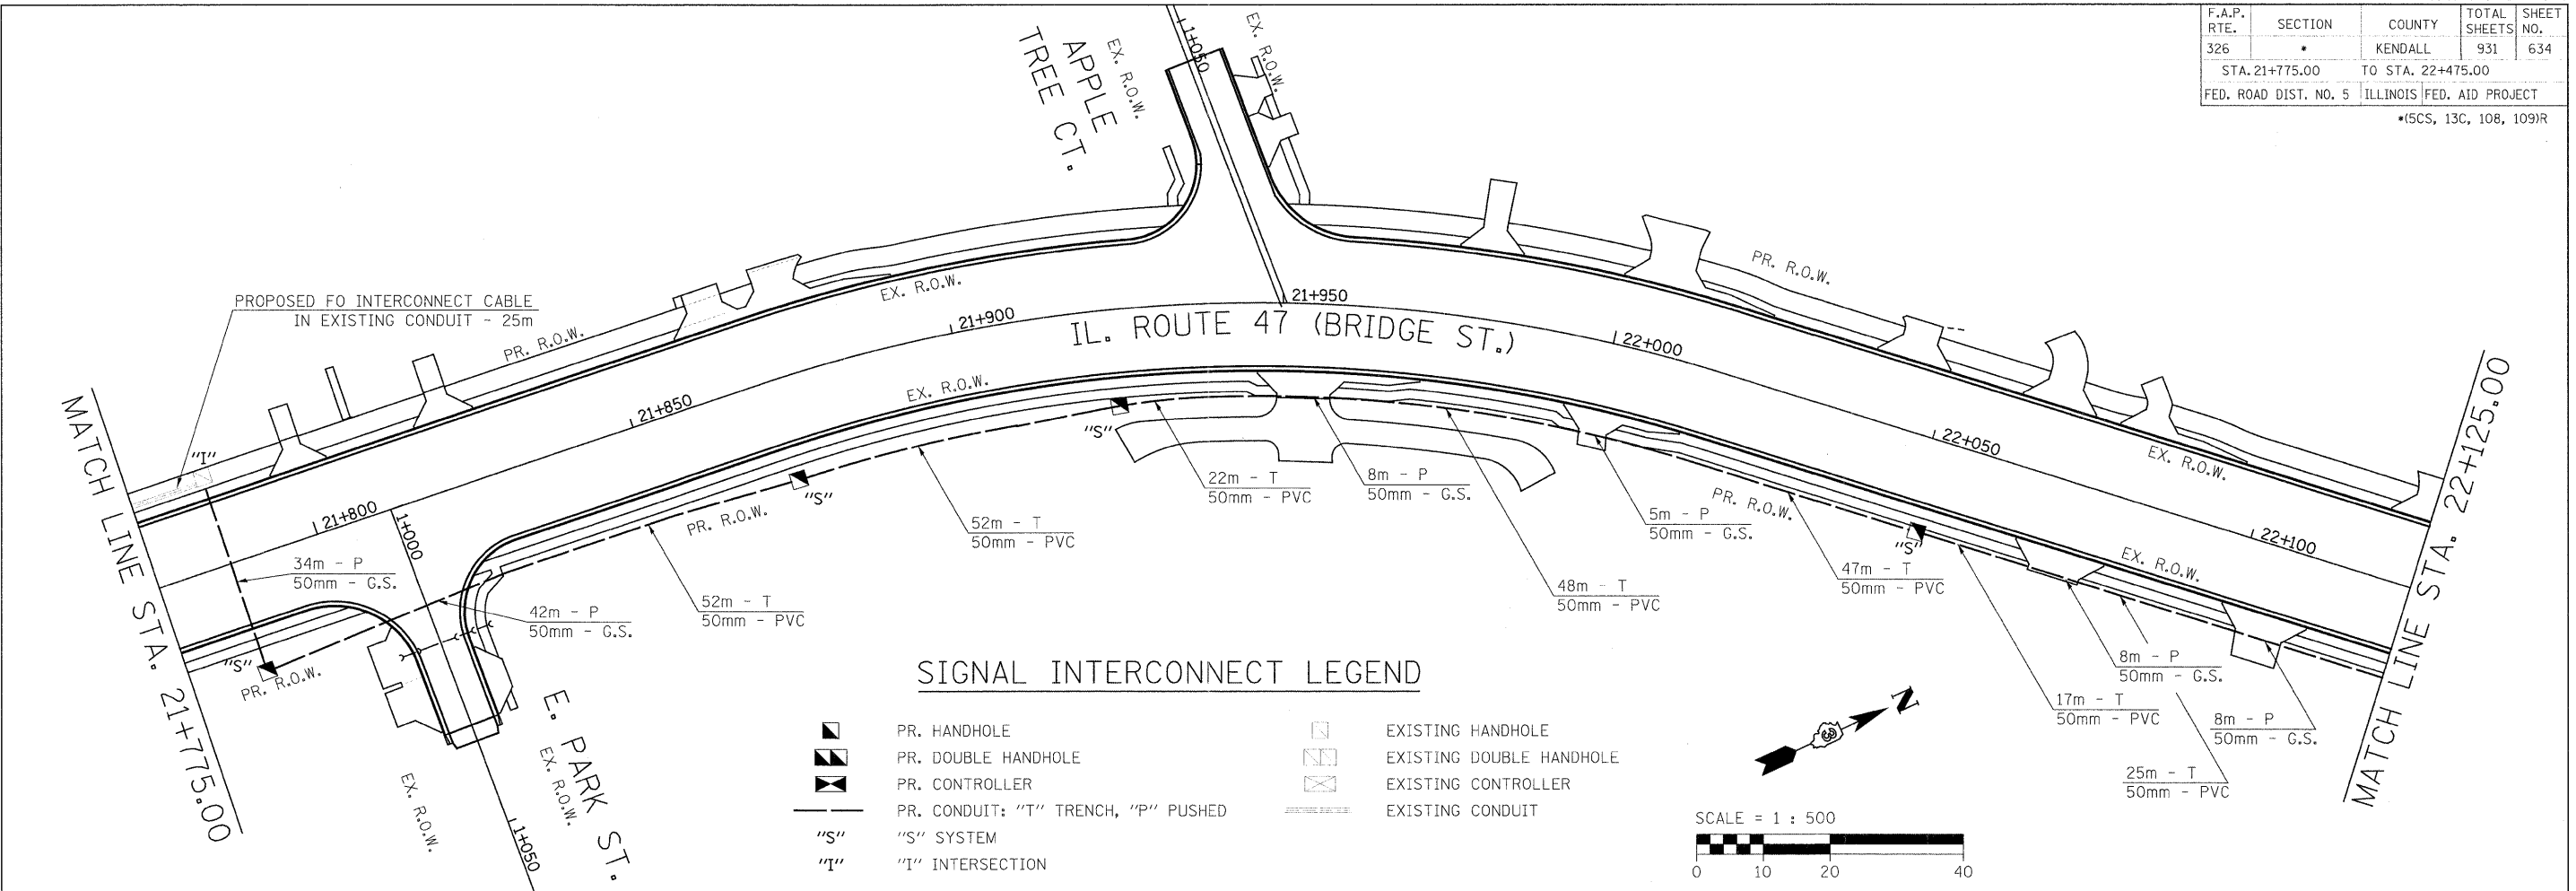 F.A.P. RTE. SECTION COUNTY TOTAL SHEETS SHEET NO.
326 * KENDALL 931 634
STA. 21+775.00 TO STA. 22+475.00
FED. ROAD DIST. NO. 5 ILLINOIS FED. AID PROJECT
*(5CS, 13C, 108, 109)R
APPLE
TREE CT.
EX. R.O.W.
1+050
EX. R.O.W.
PROPOSED FO INTERCONNECT CABLE
IN EXISTING CONDUIT - 25m
PR. R.O.W.
EX. R.O.W.
PR. R.O.W.
21+800
21+850
21+900
21+950
22+000
22+050
22+100
IL. ROUTE 47 (BRIDGE ST.)
EX. R.O.W.
EX. R.O.W.
EX. R.O.W.
MATCH LINE STA. 21+775.00
MATCH LINE STA. 22+125.00
"I"
"S"
PR. R.O.W.
34m - P
50mm - G.S.
1+000
42m - P
50mm - G.S.
52m - T
50mm - PVC
PR. R.O.W.
"S"
52m - T
50mm - PVC
"S"
22m - T
50mm - PVC
8m - P
50mm - G.S.
48m - T
50mm - PVC
5m - P
50mm - G.S.
PR. R.O.W.
47m - T
50mm - PVC
"S"
17m - T
50mm - PVC
8m - P
50mm - G.S.
25m - T
50mm - PVC
8m - P
50mm - G.S.
E. PARK ST.
EX. R.O.W.
EX. R.O.W.
1+050
SIGNAL INTERCONNECT LEGEND
PR. HANDHOLE
PR. DOUBLE HANDHOLE
PR. CONTROLLER
PR. CONDUIT: "T" TRENCH, "P" PUSHED
"S" "S" SYSTEM
"I" "I" INTERSECTION
EXISTING HANDHOLE
EXISTING DOUBLE HANDHOLE
EXISTING CONTROLLER
EXISTING CONDUIT
N
3
SCALE = 1 : 500
0 10 20 40